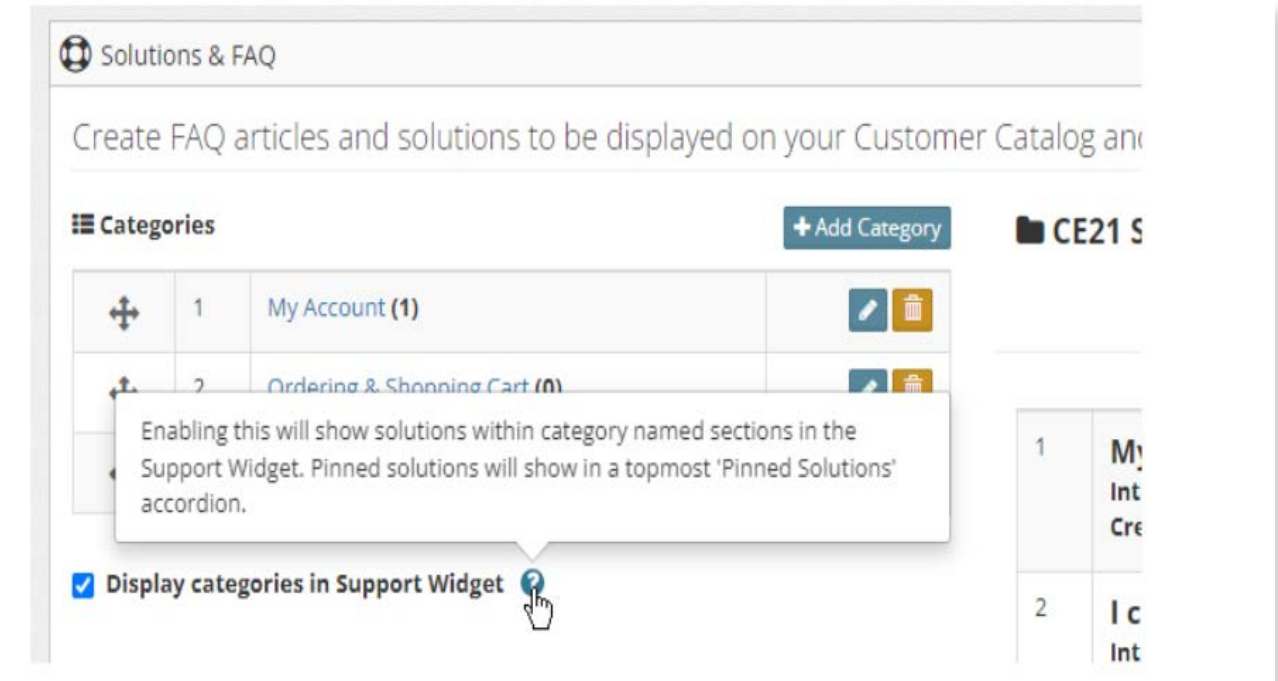 Solutions & FAQ
Create FAQ articles and solutions to be displayed on your Customer Catalog and
Categories
+ Add Category
CE21 S
1 My Account (1)
2 Ordering & Shopping Cart (0)
Enabling this will show solutions within category named sections in the
Support Widget. Pinned solutions will show in a topmost 'Pinned Solutions'
accordion.
Display categories in Support Widget ?
1 My
Int
Cre
2 I c
Int